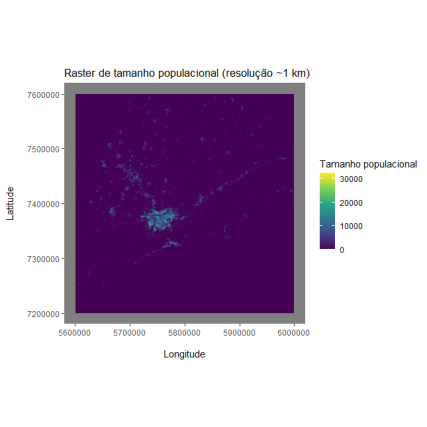 Raster de tamanho populacional (resolução ~1 km)
7600000
7500000
7400000
7300000
7200000
Latitude
5600000 5700000 5800000 5900000 6000000
Longitude
Tamanho populacional
30000
20000
10000
0